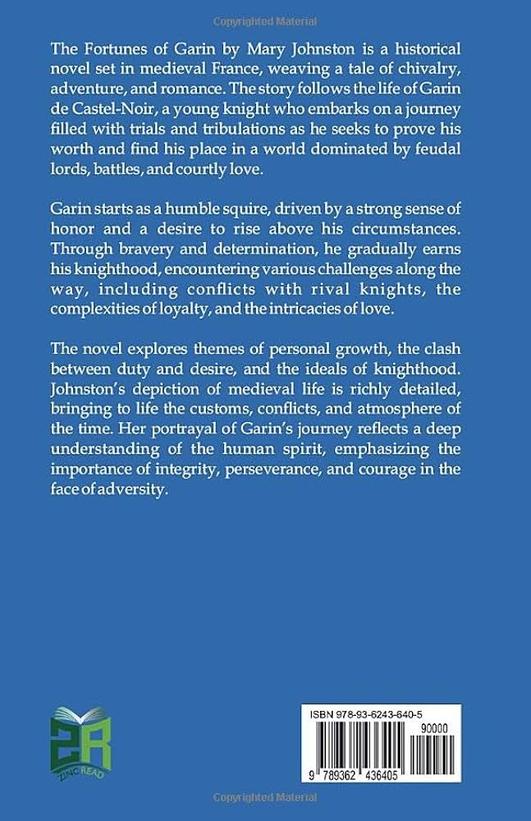 Copyrighted Material
The Fortunes of Garin by Mary Johnston is a historical
novel set in medieval France, weaving a tale of chivalry,
adventure, and romance. The story follows the life of Garin
de Castel-Noir, a young knight who embarks on a journey
filled with trials and tribulations as he seeks to prove his
worth and find his place in a world dominated by feudal
lords, battles, and courtly love.
Garin starts as a humble squire, driven by a strong sense of
honor and a desire to rise above his circumstances.
Through bravery and determination, he gradually earns
his knighthood, encountering various challenges along the
way, including conflicts with rival knights, the
complexities of loyalty, and the intricacies of love.
The novel explores themes of personal growth, the clash
between duty and desire, and the ideals of knighthood.
Johnston's depiction of medieval life is richly detailed,
bringing to life the customs, conflicts, and atmosphere of
the time. Her portrayal of Garin's journey reflects a deep
understanding of the human spirit, emphasizing the
importance of integrity, perseverance, and courage in the
face of adversity.
ZR
ZINC READ
ISBN 978-93-6243-640-5
90000
9 789362 436405
Copyrighted Material